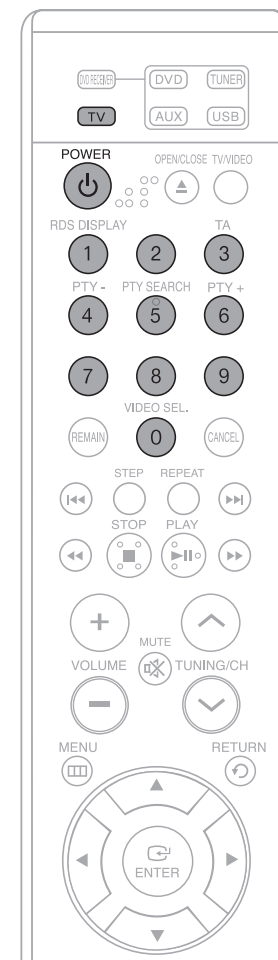 DVD RECEIVER DVD TUNER
TV AUX USB
POWER OPEN/CLOSE TV/VIDEO
RDS DISPLAY TA
1 2 3
PTY - PTY SEARCH PTY +
4 5 6
7 8 9
VIDEO SEL.
REMAIN 0 CANCEL
STEP REPEAT
STOP PLAY
MUTE
VOLUME TUNING/CH
MENU RETURN
ENTER